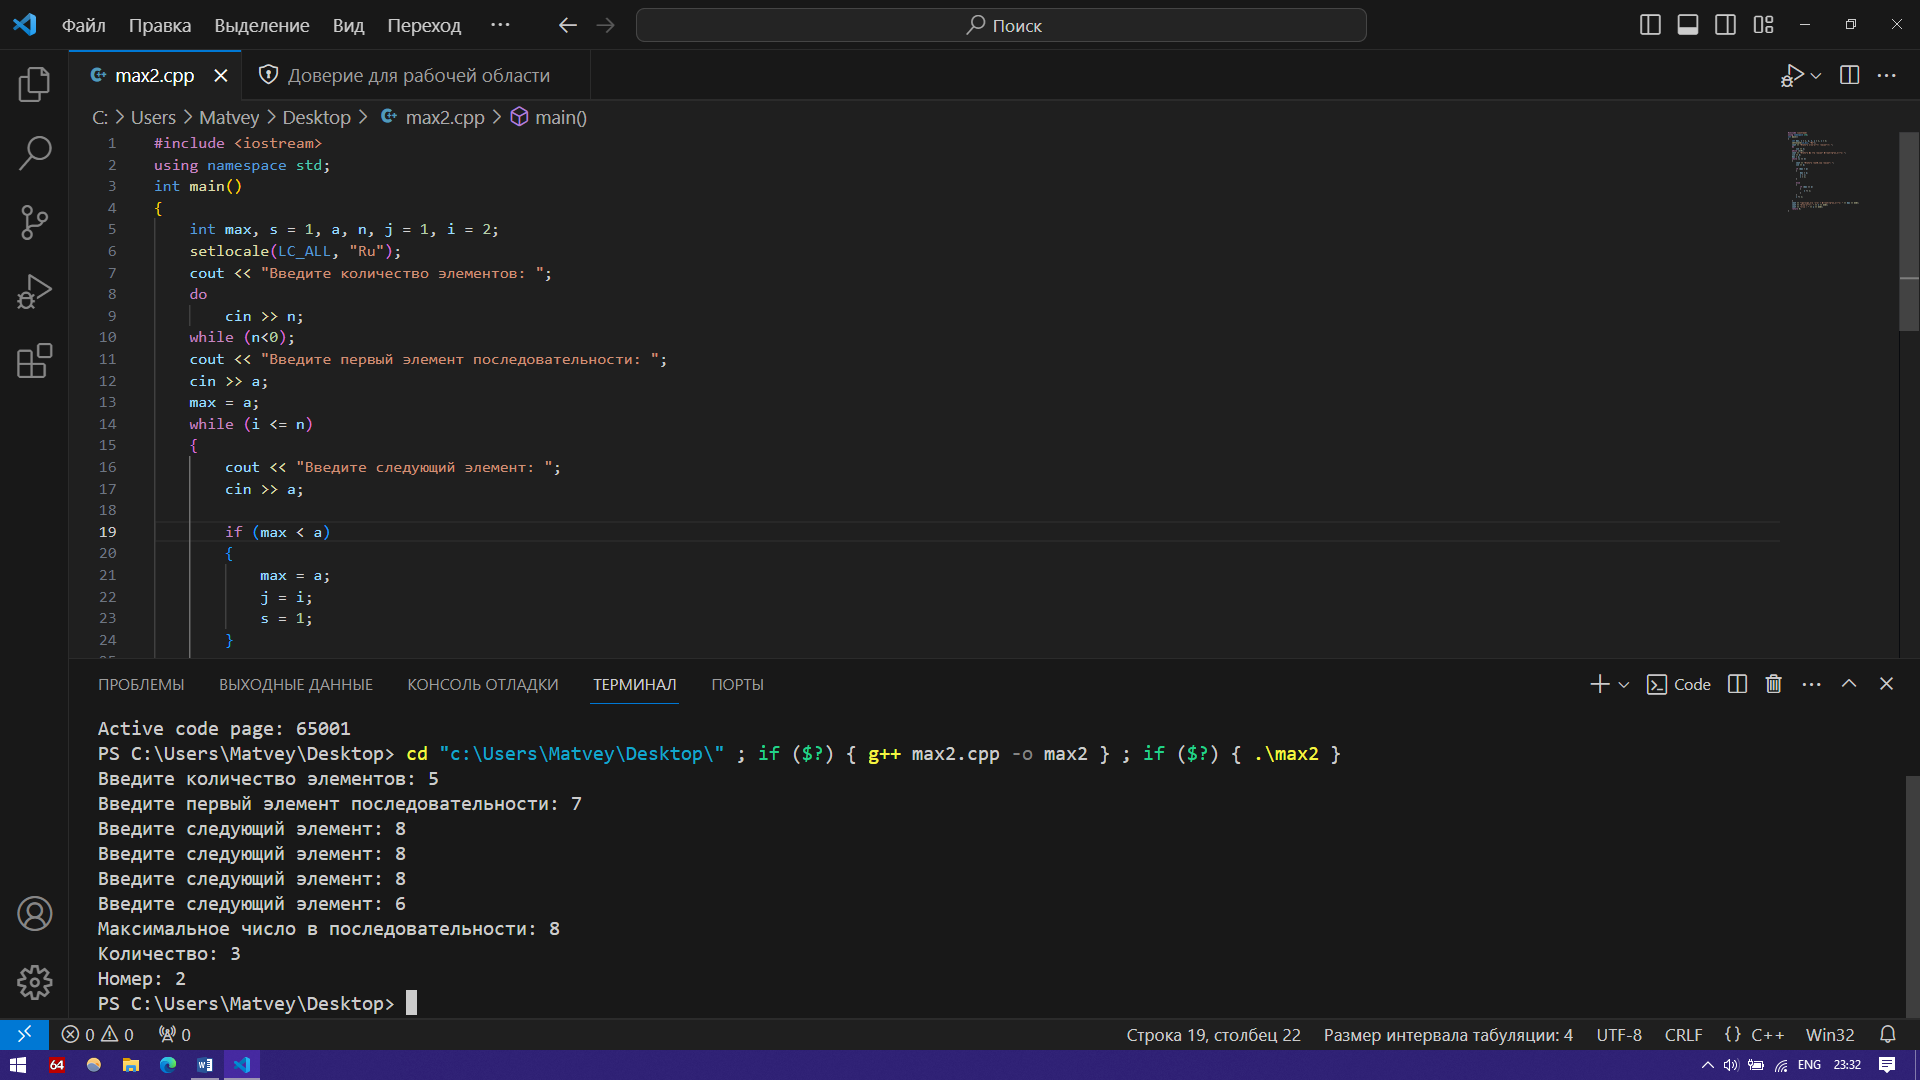 Файл Правка Выделение Вид Переход ··· Поиск
max2.cpp Доверие для рабочей области
C: > Users > Matvey > Desktop > max2.cpp > main()
1 #include <iostream>
2 using namespace std;
3 int main()
4 {
5 int max, s = 1, a, n, j = 1, i = 2;
6 setlocale(LC_ALL, "Ru");
7 cout << "Введите количество элементов: ";
8 do
9 cin >> n;
10 while (n<0);
11 cout << "Введите первый элемент последовательности: ";
12 cin >> a;
13 max = a;
14 while (i <= n)
15 {
16 cout << "Введите следующий элемент: ";
17 cin >> a;
18
19 if (max < a)
20 {
21 max = a;
22 j = i;
23 s = 1;
24 }
ПРОБЛЕМЫ ВЫХОДНЫЕ ДАННЫЕ КОНСОЛЬ ОТЛАДКИ ТЕРМИНАЛ ПОРТЫ Code
Active code page: 65001
PS C:\Users\Matvey\Desktop> cd "c:\Users\Matvey\Desktop\" ; if ($?) { g++ max2.cpp -o max2 } ; if ($?) { .\max2 }
Введите количество элементов: 5
Введите первый элемент последовательности: 7
Введите следующий элемент: 8
Введите следующий элемент: 8
Введите следующий элемент: 8
Введите следующий элемент: 6
Максимальное число в последовательности: 8
Количество: 3
Номер: 2
PS C:\Users\Matvey\Desktop>
0 0 0 Строка 19, столбец 22 Размер интервала табуляции: 4 UTF-8 CRLF {} C++ Win32
64 ENG 23:32